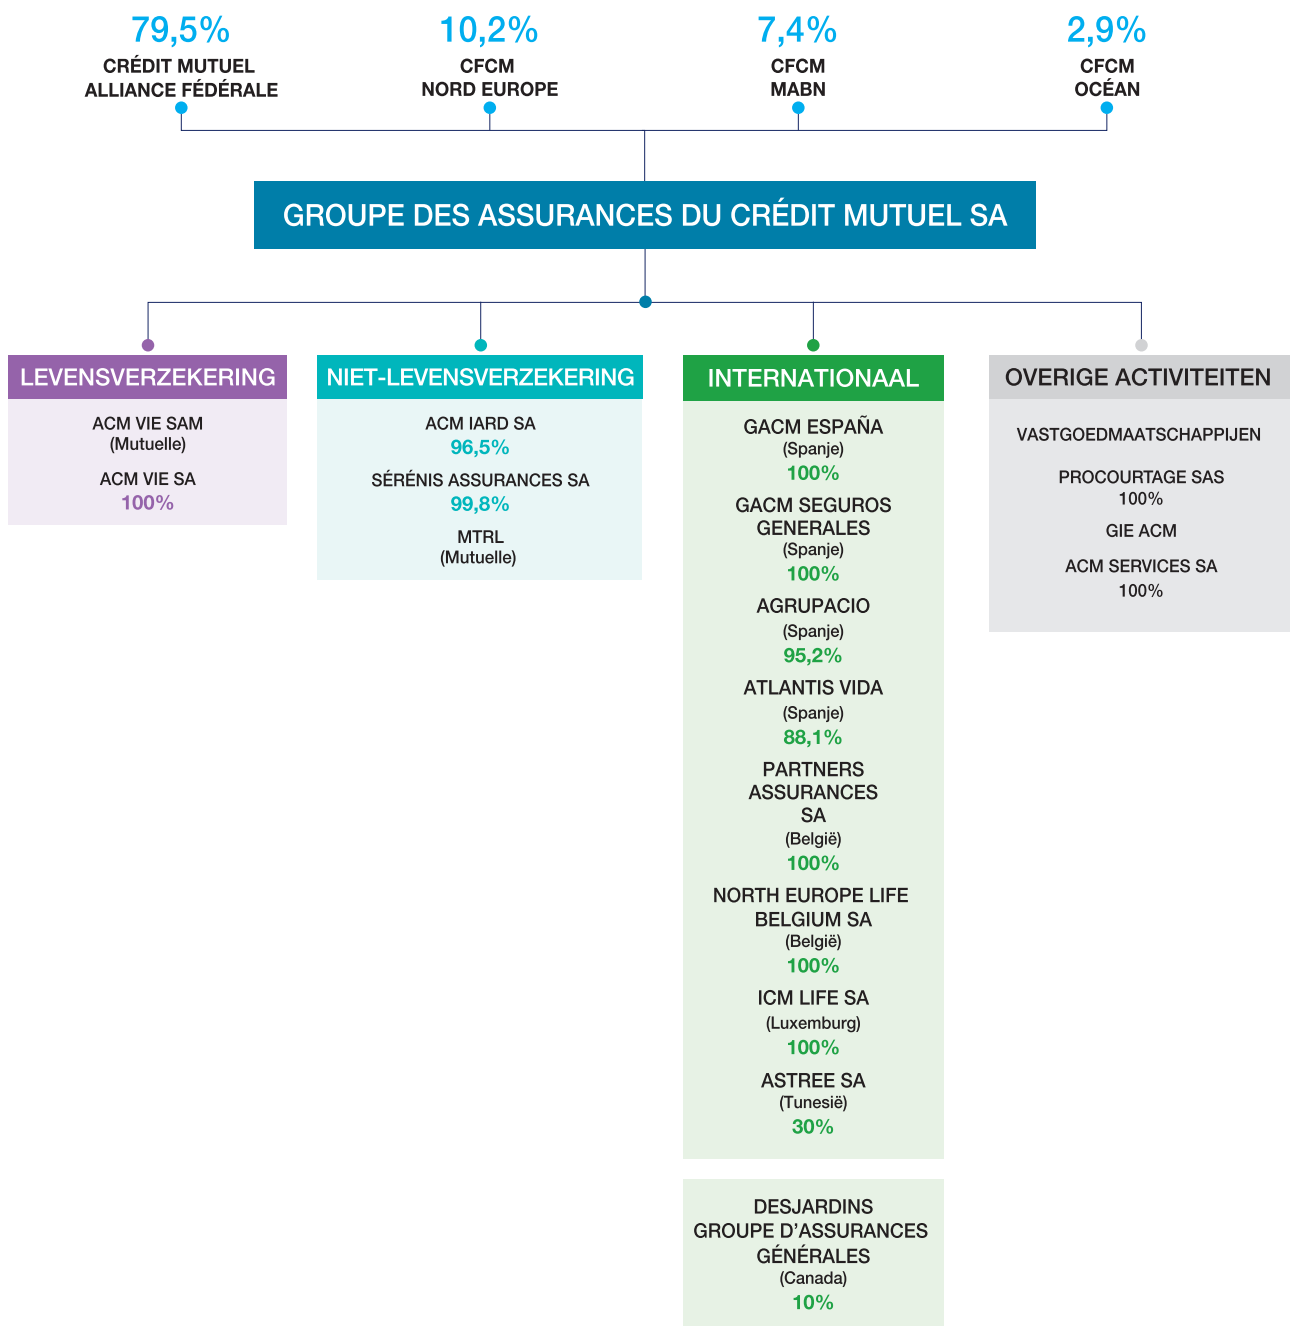 79,5%
CRÉDIT MUTUEL
ALLIANCE FÉDÉRALE
10,2%
CFCM
NORD EUROPE
7,4%
CFCM
MABN
2,9%
CFCM
OCÉAN
GROUPE DES ASSURANCES DU CRÉDIT MUTUEL SA
LEVENSVERZEKERING
ACM VIE SAM
(Mutuelle)
ACM VIE SA
100%
NIET-LEVENSVERZEKERING
ACM IARD SA
96,5%
SÉRÉNIS ASSURANCES SA
99,8%
MTRL
(Mutuelle)
INTERNATIONAAL
GACM ESPAÑA
(Spanje)
100%
GACM SEGUROS
GENERALES
(Spanje)
100%
AGRUPACIO
(Spanje)
95,2%
ATLANTIS VIDA
(Spanje)
88,1%
PARTNERS
ASSURANCES
SA
(België)
100%
NORTH EUROPE LIFE
BELGIUM SA
(België)
100%
ICM LIFE SA
(Luxemburg)
100%
ASTREE SA
(Tunesië)
30%
DESJARDINS
GROUPE D’ASSURANCES
GÉNÉRALES
(Canada)
10%
OVERIGE ACTIVITEITEN
VASTGOEDMAATSCHAPPIJEN
PROCOURTAGE SAS
100%
GIE ACM
ACM SERVICES SA
100%